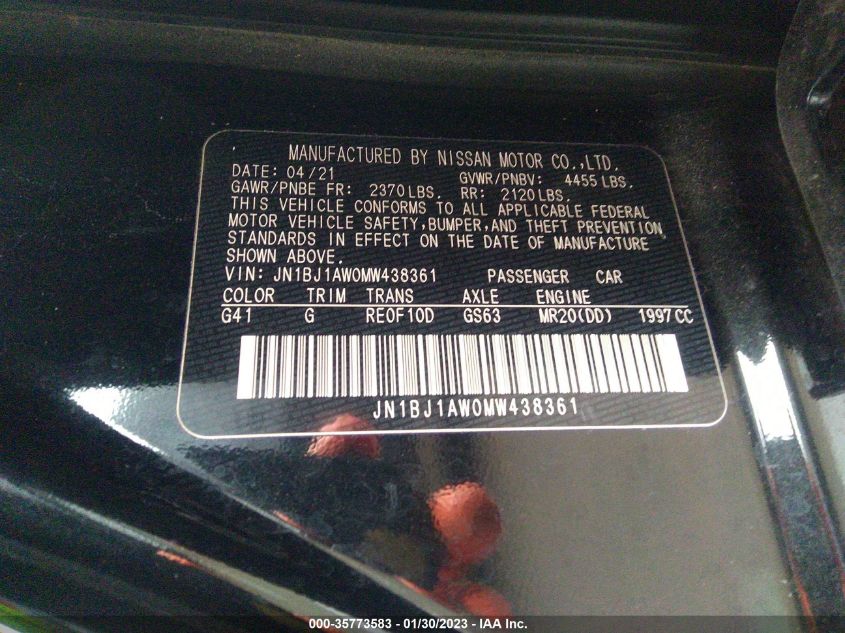 MANUFACTURED BY NISSAN MOTOR CO.,LTD.
DATE: 04/21 GVWR/PNBV: 4455 LBS.
GAWR/PNBE FR: 2370 LBS. RR: 2120 LBS.
THIS VEHICLE CONFORMS TO ALL APPLICABLE FEDERAL
MOTOR VEHICLE SAFETY, BUMPER, AND THEFT PREVENTION
STANDARDS IN EFFECT ON THE DATE OF MANUFACTURE
SHOWN ABOVE.
VIN: JN1BJ1AW0MW438361 PASSENGER CAR
COLOR TRIM TRANS AXLE ENGINE
G41 G RE0F10D GS63 MR20(DD) 1997CC
JN1BJ1AW0MW438361
000-35773583 - 01/30/2023 - IAA Inc.